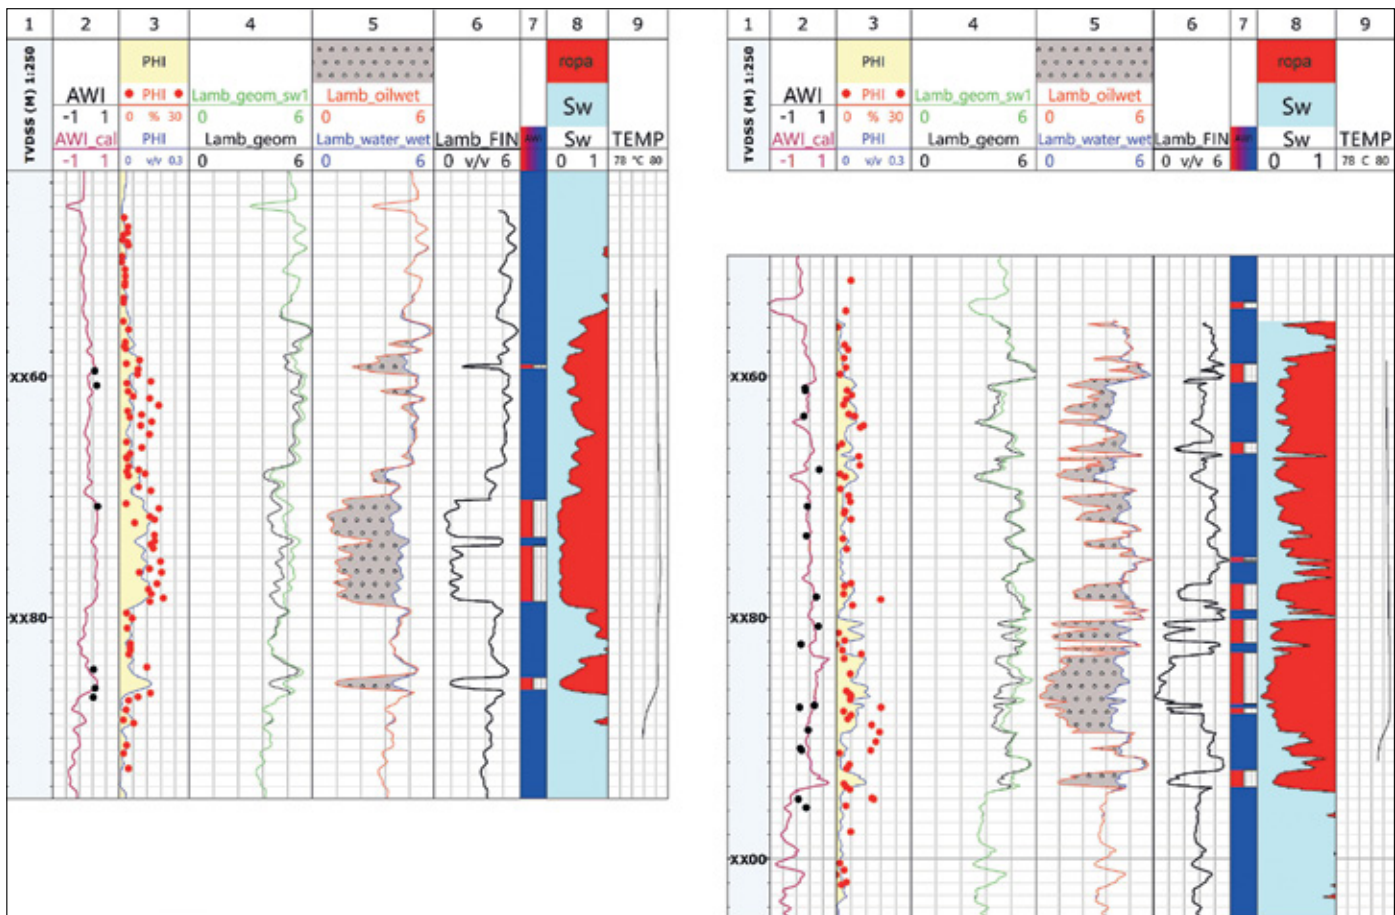 1 2 3 4 5 6 7 8 9
TVDSS (M) 1:250
PHI
ropa
AWI
PHI
Lamb_geom_sw1
Lamb_oilwet
Sw
-1 1
0 % 30
0 6
0 6
AWI_cal
PHI
Lamb_geom
Lamb_water_wet
Lamb_FIN
AWI
Sw
TEMP
-1 1
0 v/v 0.3
0 6
0 6
0 v/v 6
0 1
78 °C 80
XX60
XX80
1 2 3 4 5 6 7 8 9
TVDSS (M) 1:250
PHI
ropa
AWI
PHI
Lamb_geom_sw1
Lamb_oilwet
Sw
-1 1
0 % 30
0 6
0 6
AWI_cal
PHI
Lamb_geom
Lamb_water_wet
Lamb_FIN
AWI
Sw
TEMP
-1 1
0 v/v 0.3
0 6
0 6
0 v/v 6
0 1
78 C 80
XX60
XX80
XX00